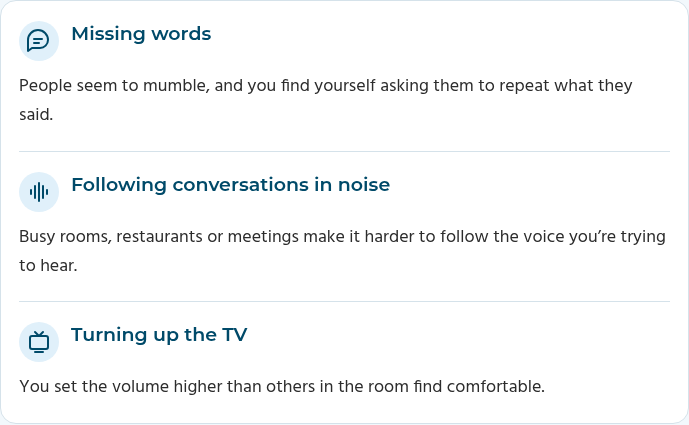 Missing words
People seem to mumble, and you find yourself asking them to repeat what they
said.
Following conversations in noise
Busy rooms, restaurants or meetings make it harder to follow the voice you’re trying
to hear.
Turning up the TV
You set the volume higher than others in the room find comfortable.